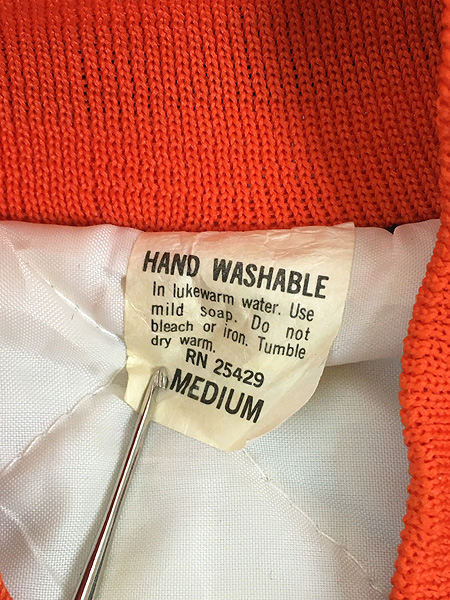 HAND WASHABLE
In lukewarm water. Use
mild soap. Do not
bleach or iron. Tumble
dry warm.
RN 25429
MEDIUM